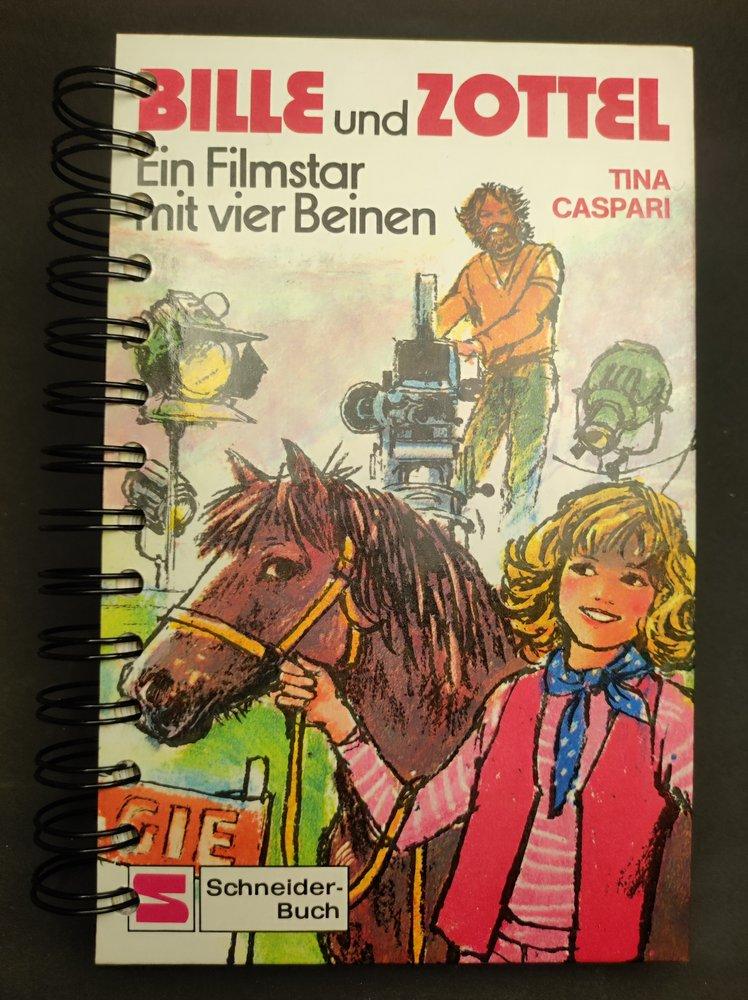 BILLE und ZOTTEL
Ein Filmstar
mit vier Beinen
TINA
CASPARI
GIE
Schneider-
Buch